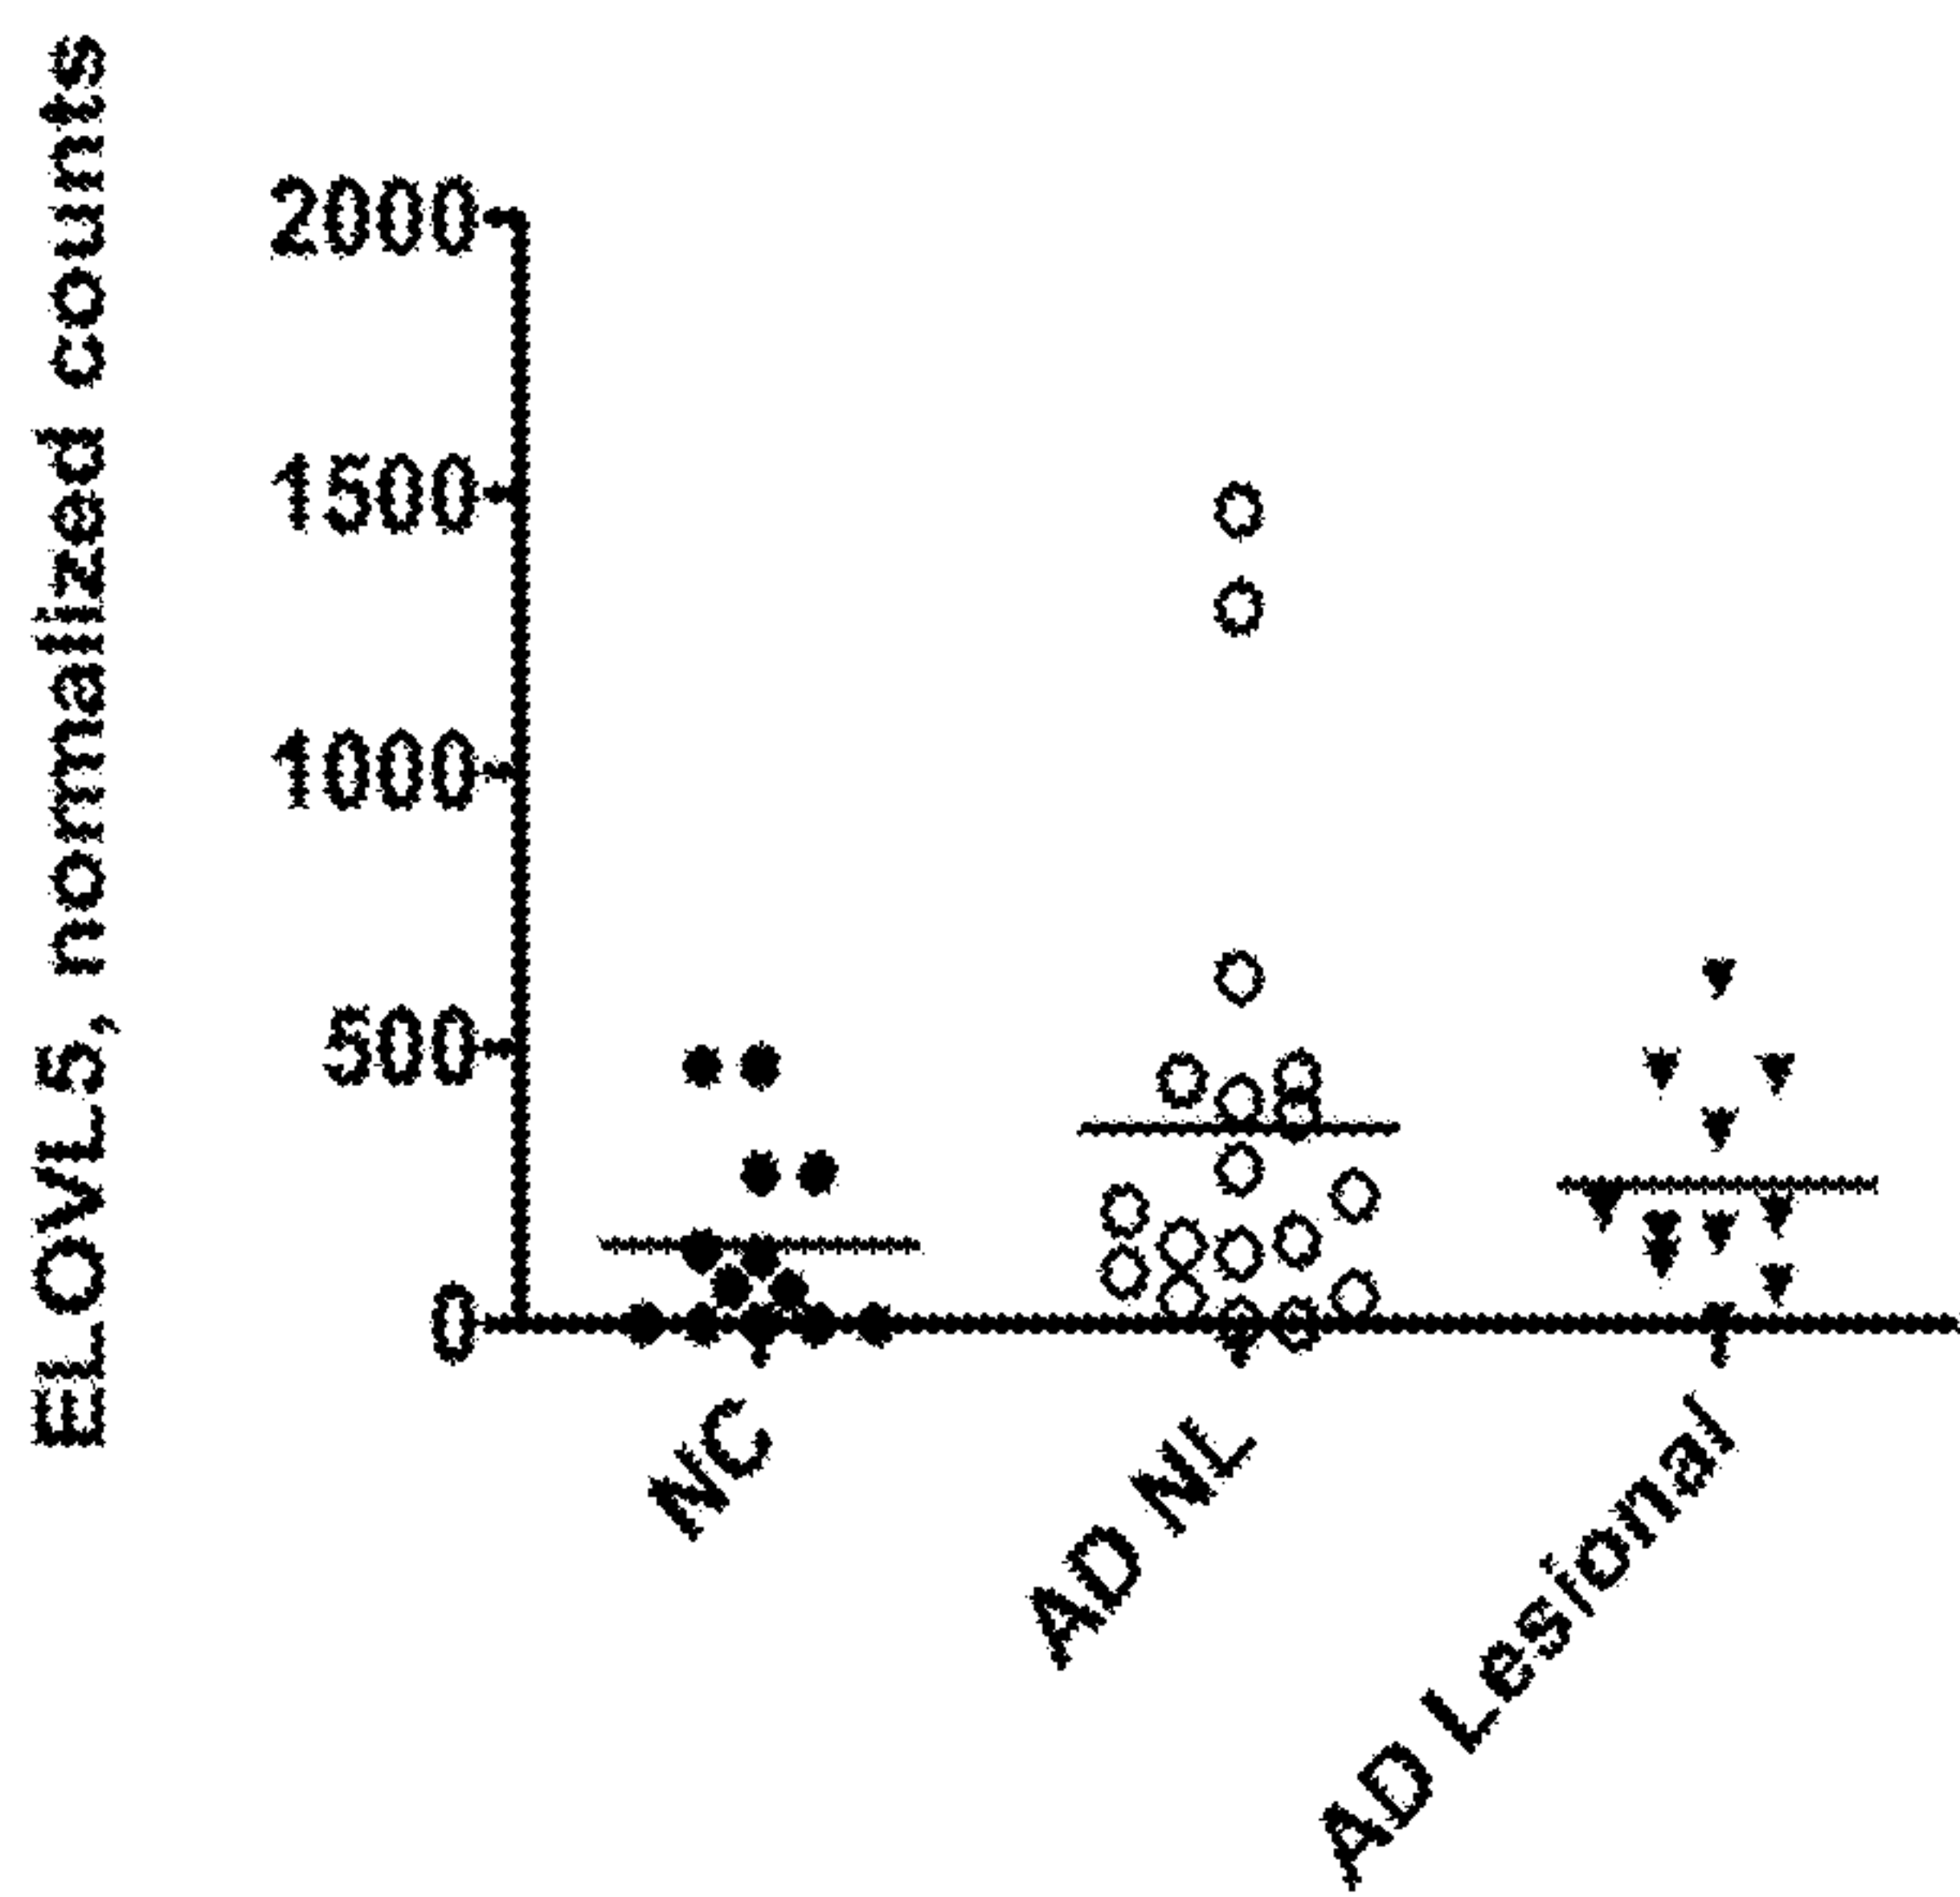 ELOVL5, normalized counts
2000
1500
1000
500
0
NC
AD NL
AD Lesional